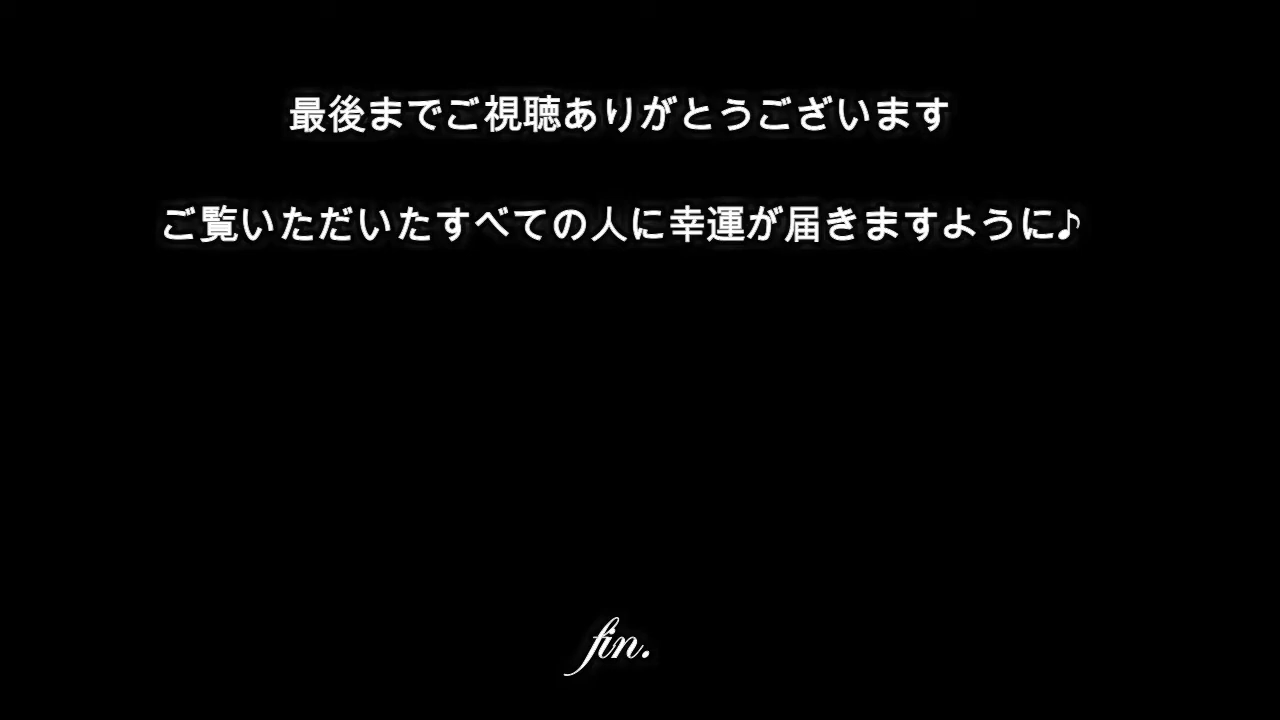 最後までご視聴ありがとうございます
ご覧いただいたすべての人に幸運が届きますように♪
fin.